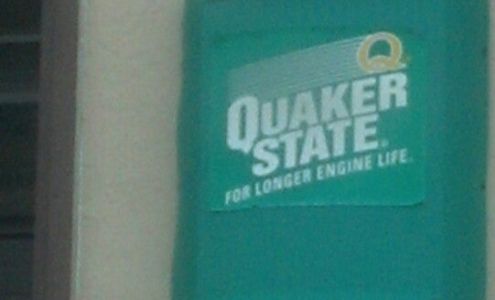 Q
QUAKER
STATE®
FOR LONGER ENGINE LIFE.